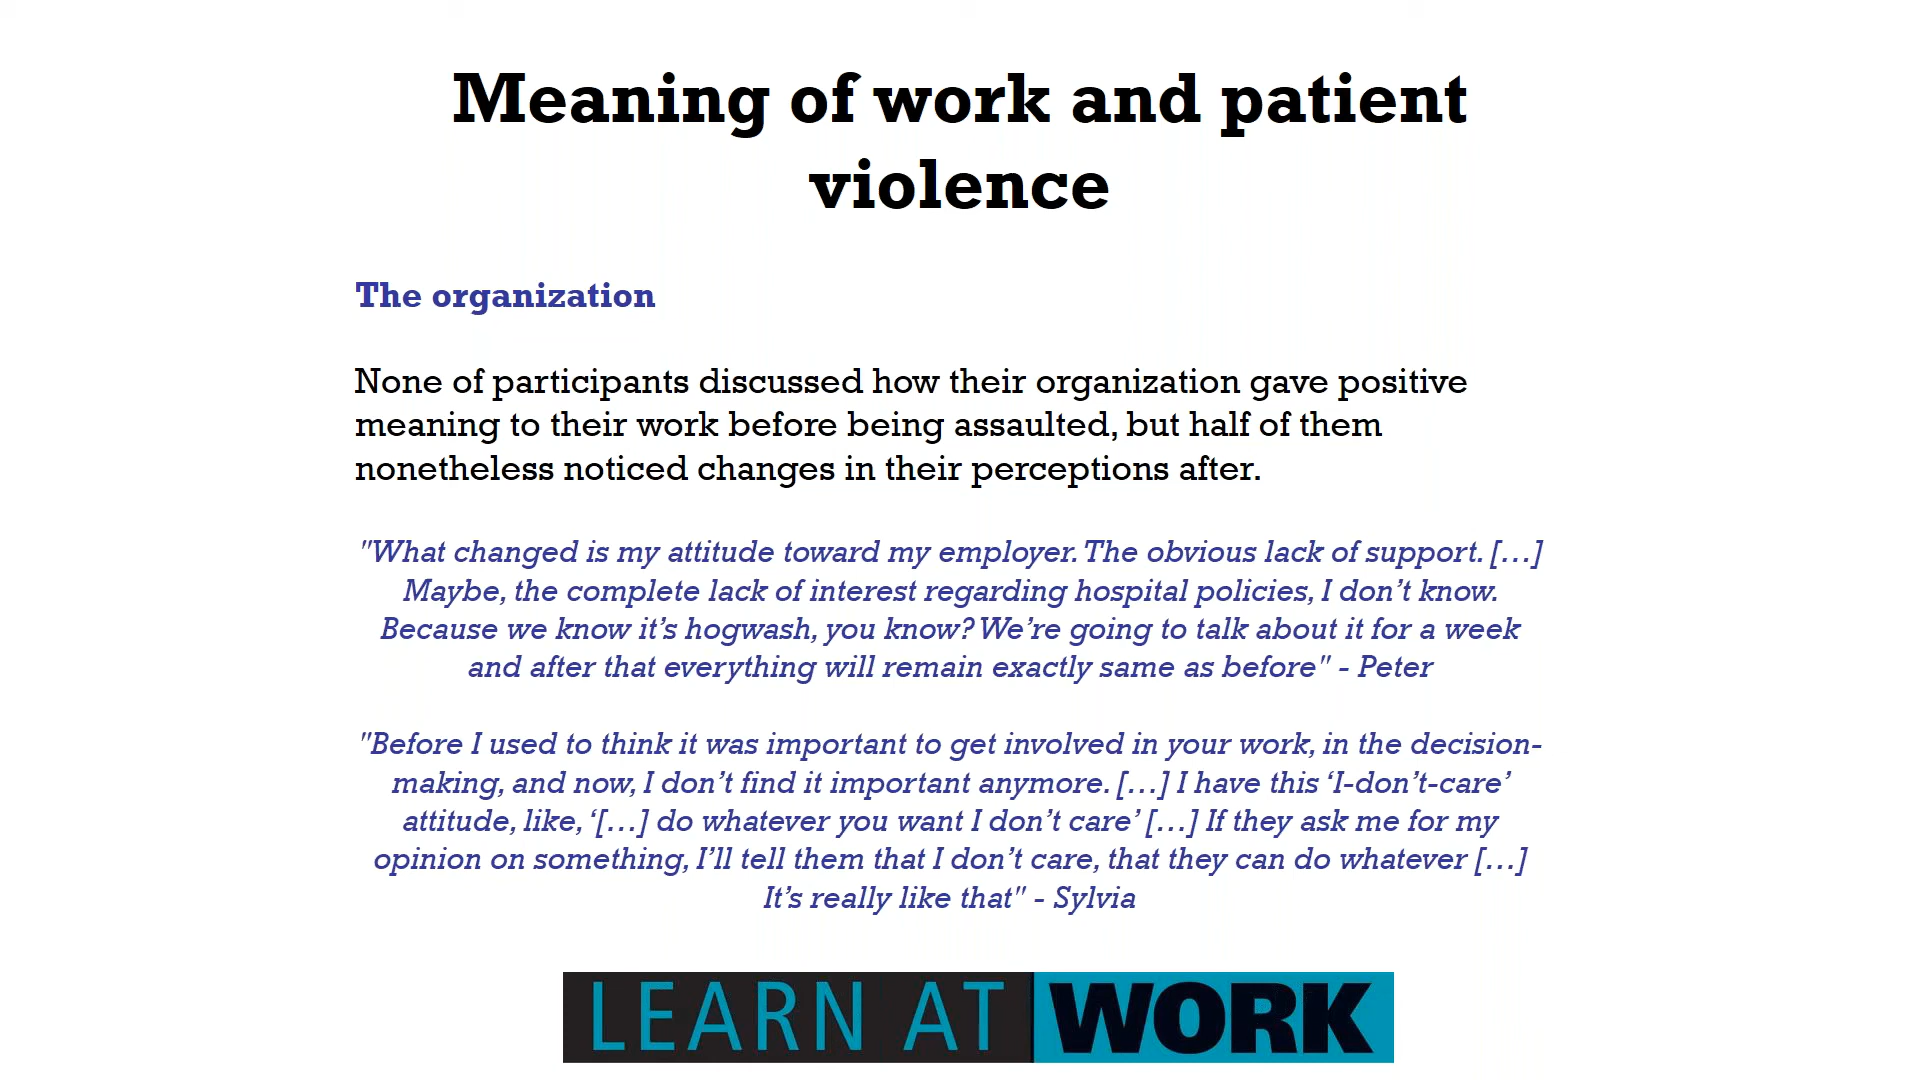 Meaning of work and patient
violence
The organization
None of participants discussed how their organization gave positive
meaning to their work before being assaulted, but half of them
nonetheless noticed changes in their perceptions after.
"What changed is my attitude toward my employer. The obvious lack of support. […]
Maybe, the complete lack of interest regarding hospital policies, I don’t know.
Because we know it’s hogwash, you know? We’re going to talk about it for a week
and after that everything will remain exactly same as before" - Peter
"Before I used to think it was important to get involved in your work, in the decision-
making, and now, I don’t find it important anymore. […] I have this ‘I-don’t-care’
attitude, like, ‘[…] do whatever you want I don’t care’ […] If they ask me for my
opinion on something, I’ll tell them that I don’t care, that they can do whatever […]
It’s really like that" - Sylvia
LEARN AT WORK